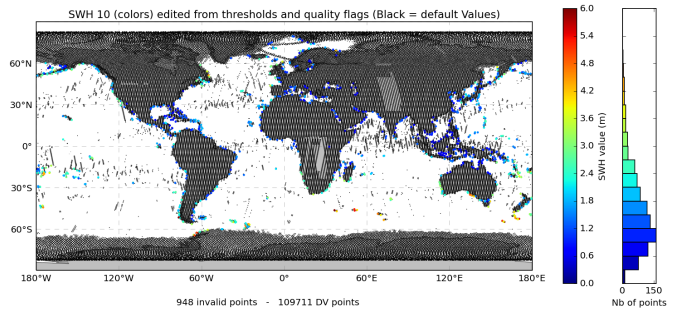 SWH 10 (colors) edited from thresholds and quality flags (Black = default Values)
60°N
30°N
0°
30°S
60°S
180°W 120°W 60°W 0° 60°E 120°E 180°E
948 invalid points - 109711 DV points
6.0
5.4
4.8
4.2
3.6
3.0
2.4
1.8
1.2
0.6
0.0
SWH value (m)
0 150
Nb of points